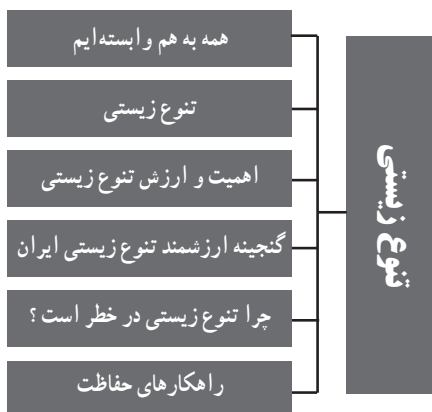 تنوع زیستی
همه به هم وابسته‌ایم
تنوع زیستی
اهمیت و ارزش تنوع زیستی
گنجینه ارزشمند تنوع زیستی ایران
چرا تنوع زیستی در خطر است؟
راهکارهای حفاظت